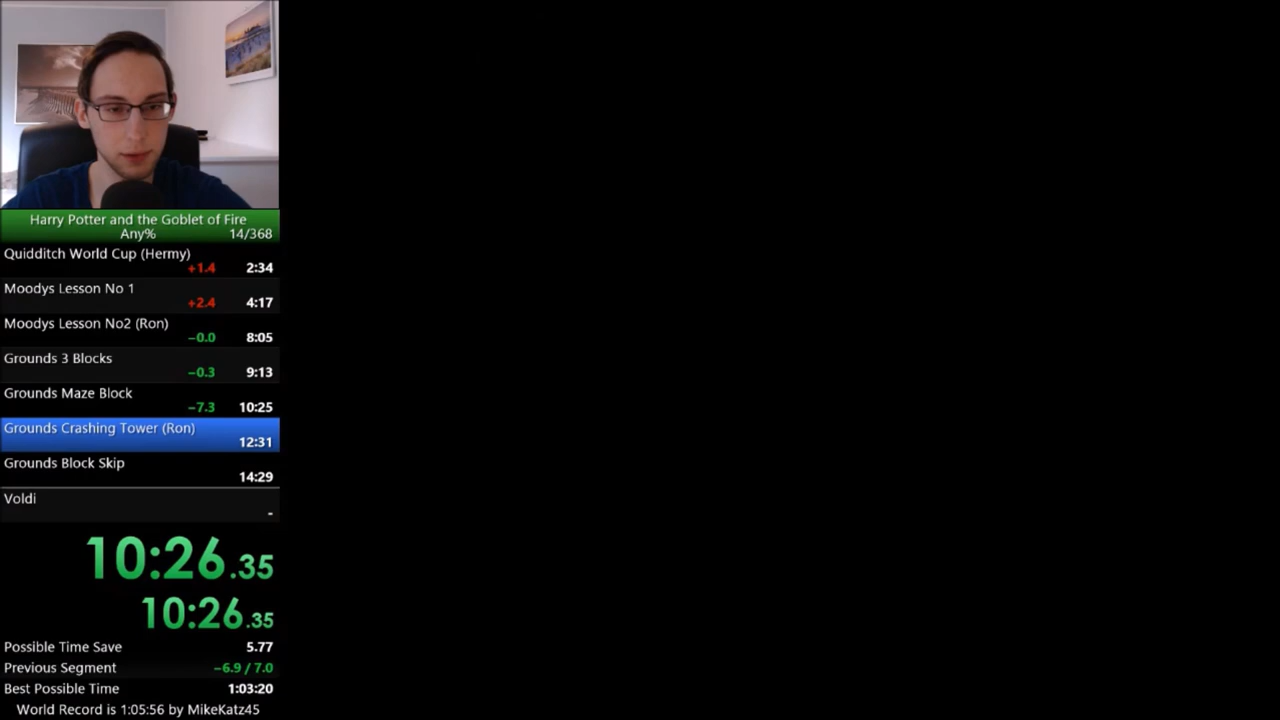 Harry Potter and the Goblet of Fire
Any% 14/368
Quidditch World Cup (Hermy)
+1.4 2:34
Moodys Lesson No 1
+2.4 4:17
Moodys Lesson No2 (Ron)
−0.0 8:05
Grounds 3 Blocks
−0.3 9:13
Grounds Maze Block
−7.3 10:25
Grounds Crashing Tower (Ron)
12:31
Grounds Block Skip
14:29
Voldi
-
10:26.35
10:26.35
Possible Time Save 5.77
Previous Segment −6.9 / 7.0
Best Possible Time 1:03:20
World Record is 1:05:56 by MikeKatz45